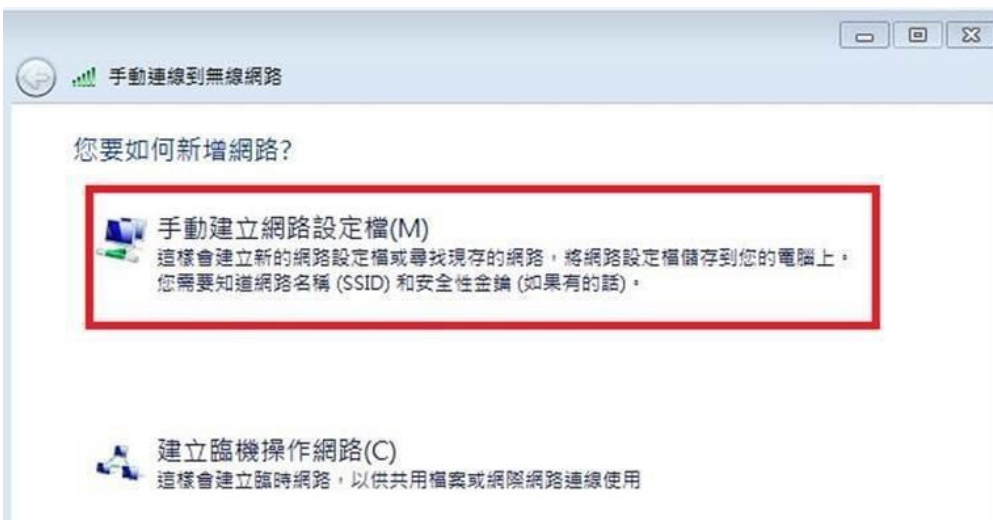 手動連線到無線網路
您要如何新增網路?
手動建立網路設定檔(M)
這樣會建立新的網路設定檔或尋找現存的網路，將網路設定檔儲存到您的電腦上。
您需要知道網路名稱 (SSID) 和安全性金鑰 (如果有的話)。
建立臨機操作網路(C)
這樣會建立臨時網路，以供共用檔案或網際網路連線使用